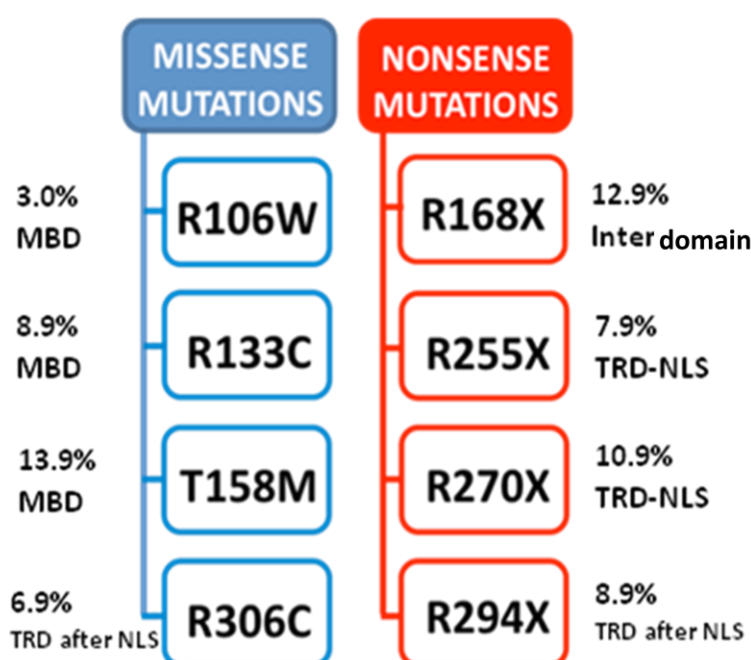 MISSENSE
MUTATIONS
3.0%
MBD
R106W
8.9%
MBD
R133C
13.9%
MBD
T158M
6.9%
TRD after NLS
R306C
NONSENSE
MUTATIONS
R168X
12.9%
Inter domain
R255X
7.9%
TRD-NLS
R270X
10.9%
TRD-NLS
R294X
8.9%
TRD after NLS